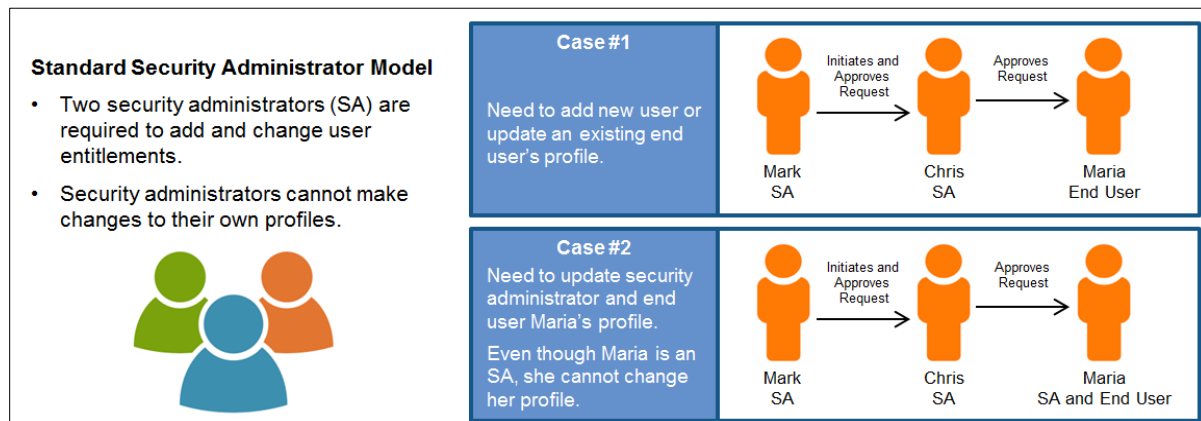 Standard Security Administrator Model
• Two security administrators (SA) are
required to add and change user
entitlements.
• Security administrators cannot make
changes to their own profiles.
Case #1
Need to add new user or
update an existing end
user's profile.
Initiates and
Approves
Request
Approves
Request
Mark
SA
Chris
SA
Maria
End User
Case #2
Need to update security
administrator and end
user Maria's profile.
Even though Maria is an
SA, she cannot change
her profile.
Initiates and
Approves
Request
Approves
Request
Mark
SA
Chris
SA
Maria
SA and End User